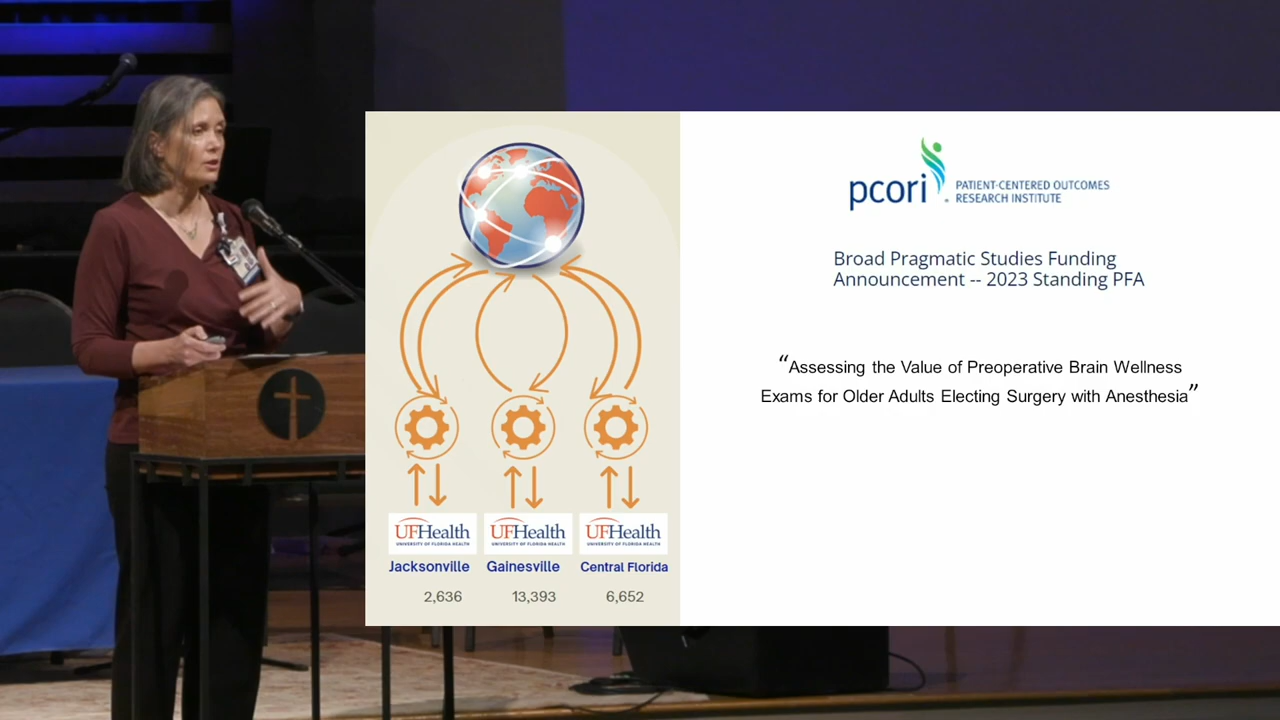 pcori
PATIENT-CENTERED OUTCOMES
RESEARCH INSTITUTE
Broad Pragmatic Studies Funding
Announcement -- 2023 Standing PFA
“Assessing the Value of Preoperative Brain Wellness
Exams for Older Adults Electing Surgery with Anesthesia”
UFHealth UFHealth UFHealth
UNIVERSITY OF FLORIDA HEALTH UNIVERSITY OF FLORIDA HEALTH UNIVERSITY OF FLORIDA HEALTH
Jacksonville Gainesville Central Florida
2,636 13,393 6,652